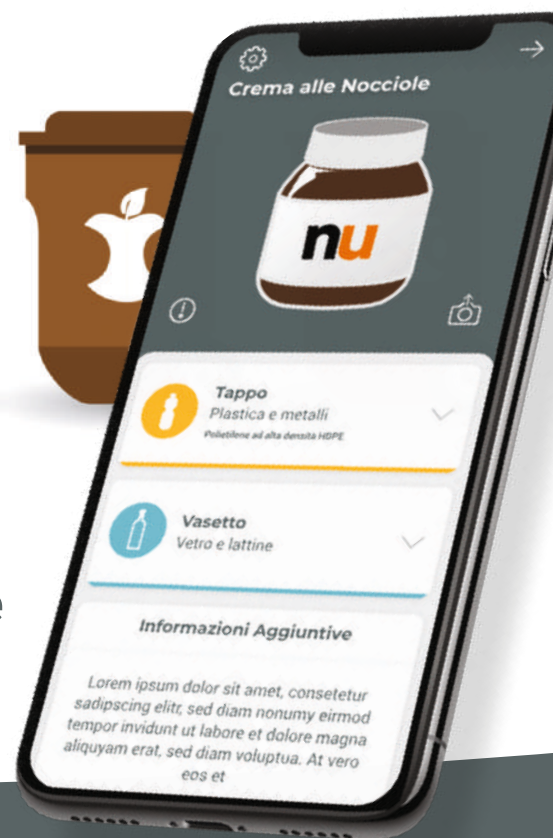 Crema alle Nocciole
nu
Tappo
Plastica e metalli
Polietilene ad alta densità HDPE
Vasetto
Vetro e lattine
e
Informazioni Aggiuntive
Lorem ipsum dolor sit amet, consetetur
sadipscing elitr, sed diam nonumy eirmod
tempor invidunt ut labore et dolore magna
aliquyam erat, sed diam voluptua. At vero
eos et